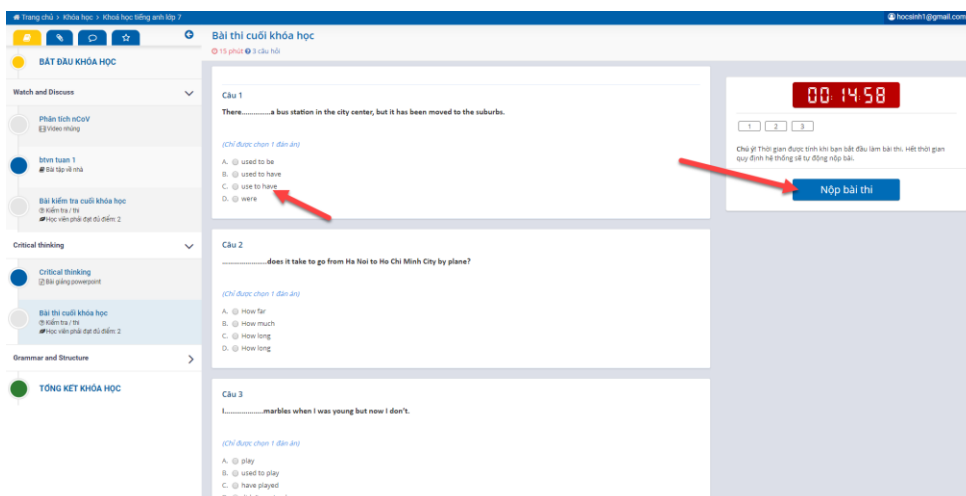 Trang chủ > Khóa học > Khoá học tiếng anh lớp 7
hocsinh1@gmail.com
BẮT ĐẦU KHÓA HỌC
Watch and Discuss
Phân tích nCoV
Video nhúng
btvn tuan 1
Bài tập về nhà
Bài kiểm tra cuối khóa học
Kiểm tra / thi
Học viên phải đạt đủ điểm: 2
Critical thinking
Critical thinking
Bài giảng powerpoint
Bài thi cuối khóa học
Kiểm tra / thi
Học viên phải đạt đủ điểm: 2
Grammar and Structure
TỔNG KẾT KHÓA HỌC
Bài thi cuối khóa học
15 phút 3 câu hỏi
Câu 1
There..............a bus station in the city center, but it has been moved to the suburbs.
(Chỉ được chọn 1 đán án)
A. used to be
B. used to have
C. use to have
D. were
Câu 2
......................does it take to go from Ha Noi to Ho Chi Minh City by plane?
(Chỉ được chọn 1 đán án)
A. How far
B. How much
C. How long
D. How long
Câu 3
I...................marbles when I was young but now I don't.
(Chỉ được chọn 1 đán án)
A. play
B. used to play
C. have played
00:14:58
1 2 3
Chú ý! Thời gian được tính khi bạn bắt đầu làm bài thi. Hết thời gian
quy định hệ thống sẽ tự động nộp bài.
Nộp bài thi